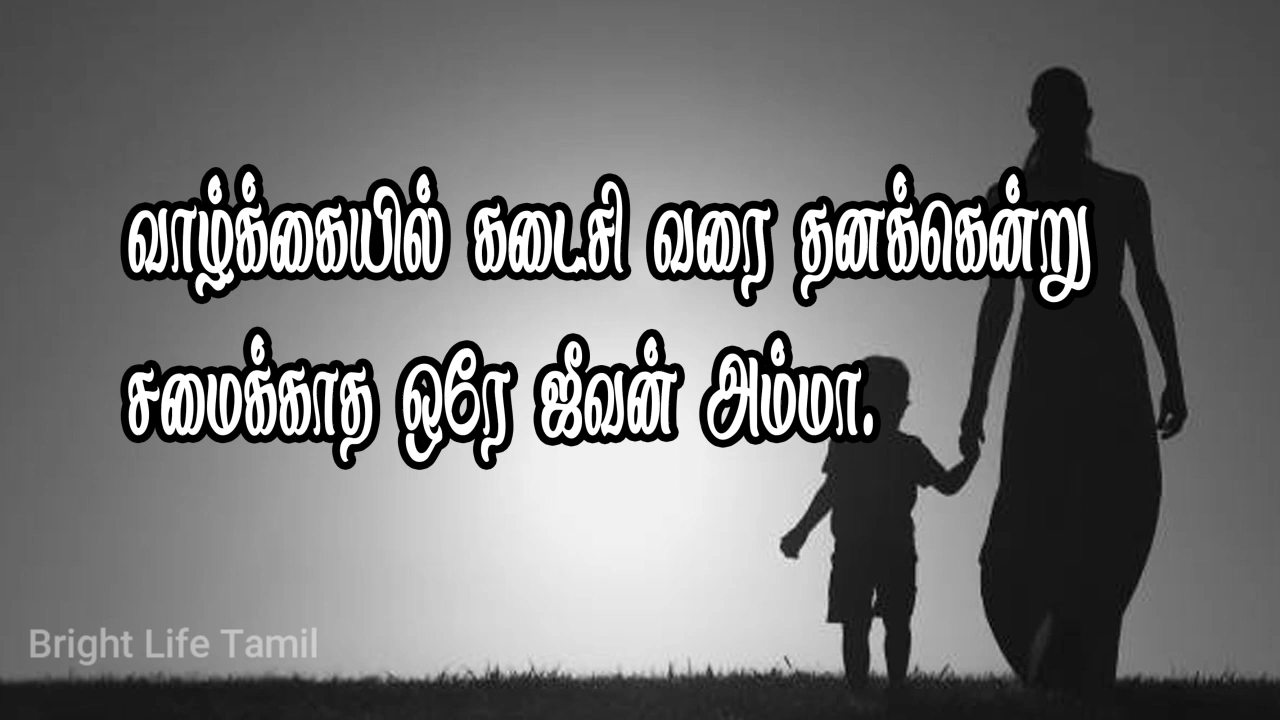 வாழ்க்கையில் கடைசி வரை தனக்கென்று
சமைக்காத ஒரே ஜீவன் அம்மா.
Bright Life Tamil